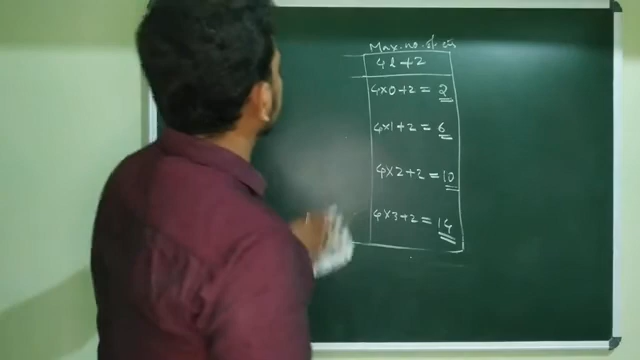 Max. no. of e⁻s
4l+2
4×0+2 = 2
4×1+2 = 6
4×2+2 = 10
4×3+2 = 14